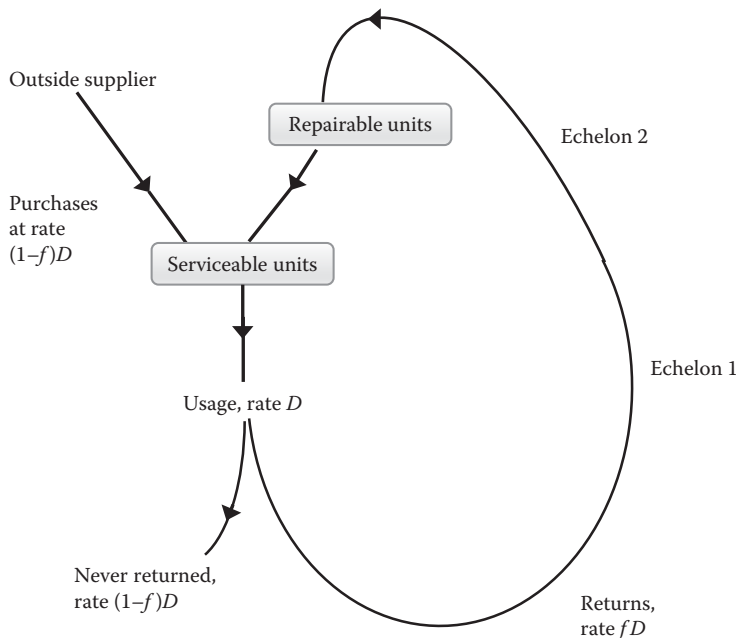 Outside supplier
Repairable units
Echelon 2
Purchases
at rate
(1–f)D
Serviceable units
Echelon 1
Usage, rate D
Never returned,
rate (1–f)D
Returns,
rate fD